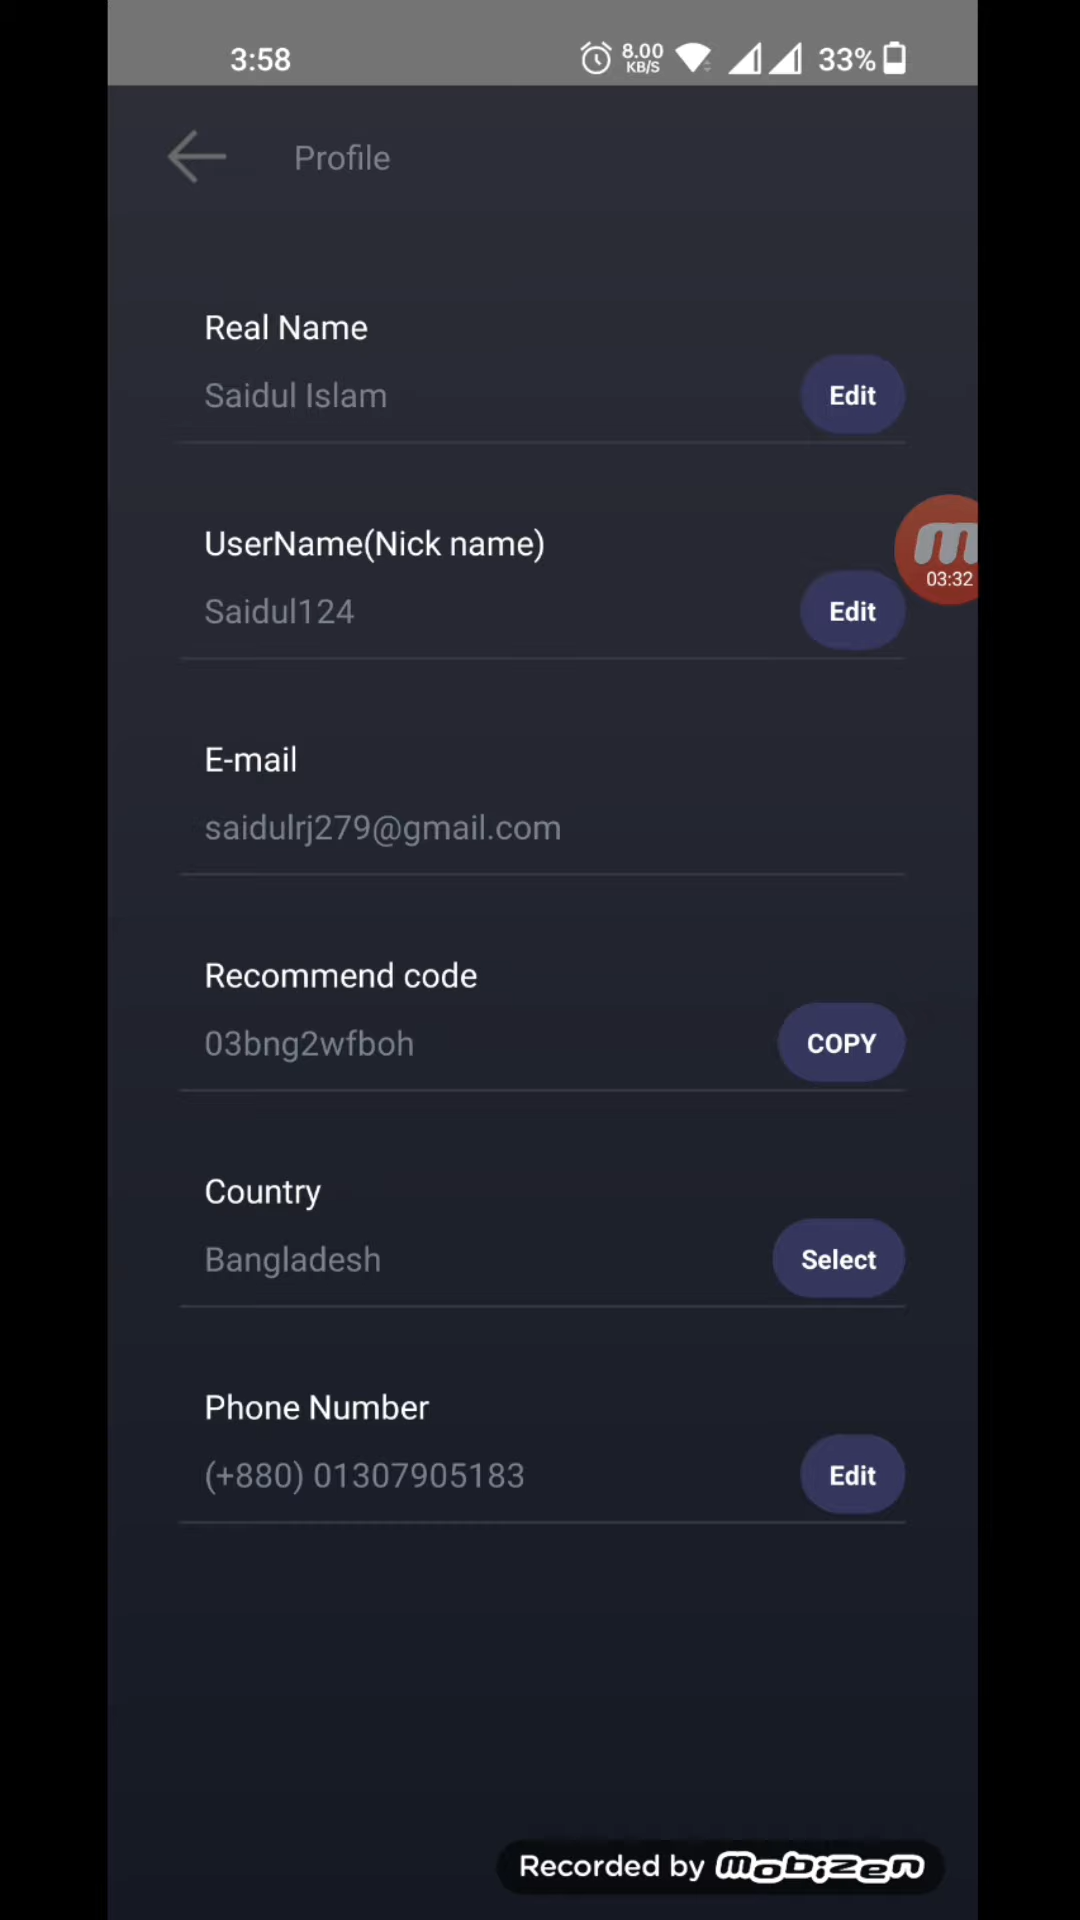 3:58 8.00 KB/S 33%
Profile
Real Name
Saidul Islam Edit
UserName(Nick name)
03:32
Saidul124 Edit
E-mail
saidulrj279@gmail.com
Recommend code
03bng2wfboh COPY
Country
Bangladesh Select
Phone Number
(+880) 01307905183 Edit
Recorded by mobizen